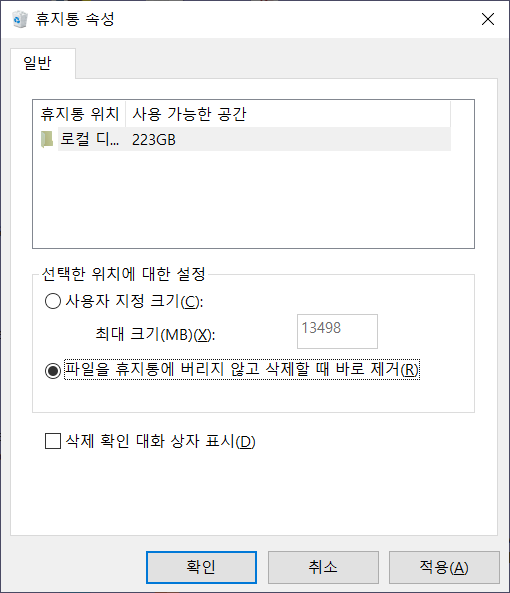 휴지통 속성
일반
휴지통 위치 사용 가능한 공간
로컬 디... 223GB
선택한 위치에 대한 설정
사용자 지정 크기(C):
최대 크기(MB)(X): 13498
파일을 휴지통에 버리지 않고 삭제할 때 바로 제거(R)
삭제 확인 대화 상자 표시(D)
확인 취소 적용(A)